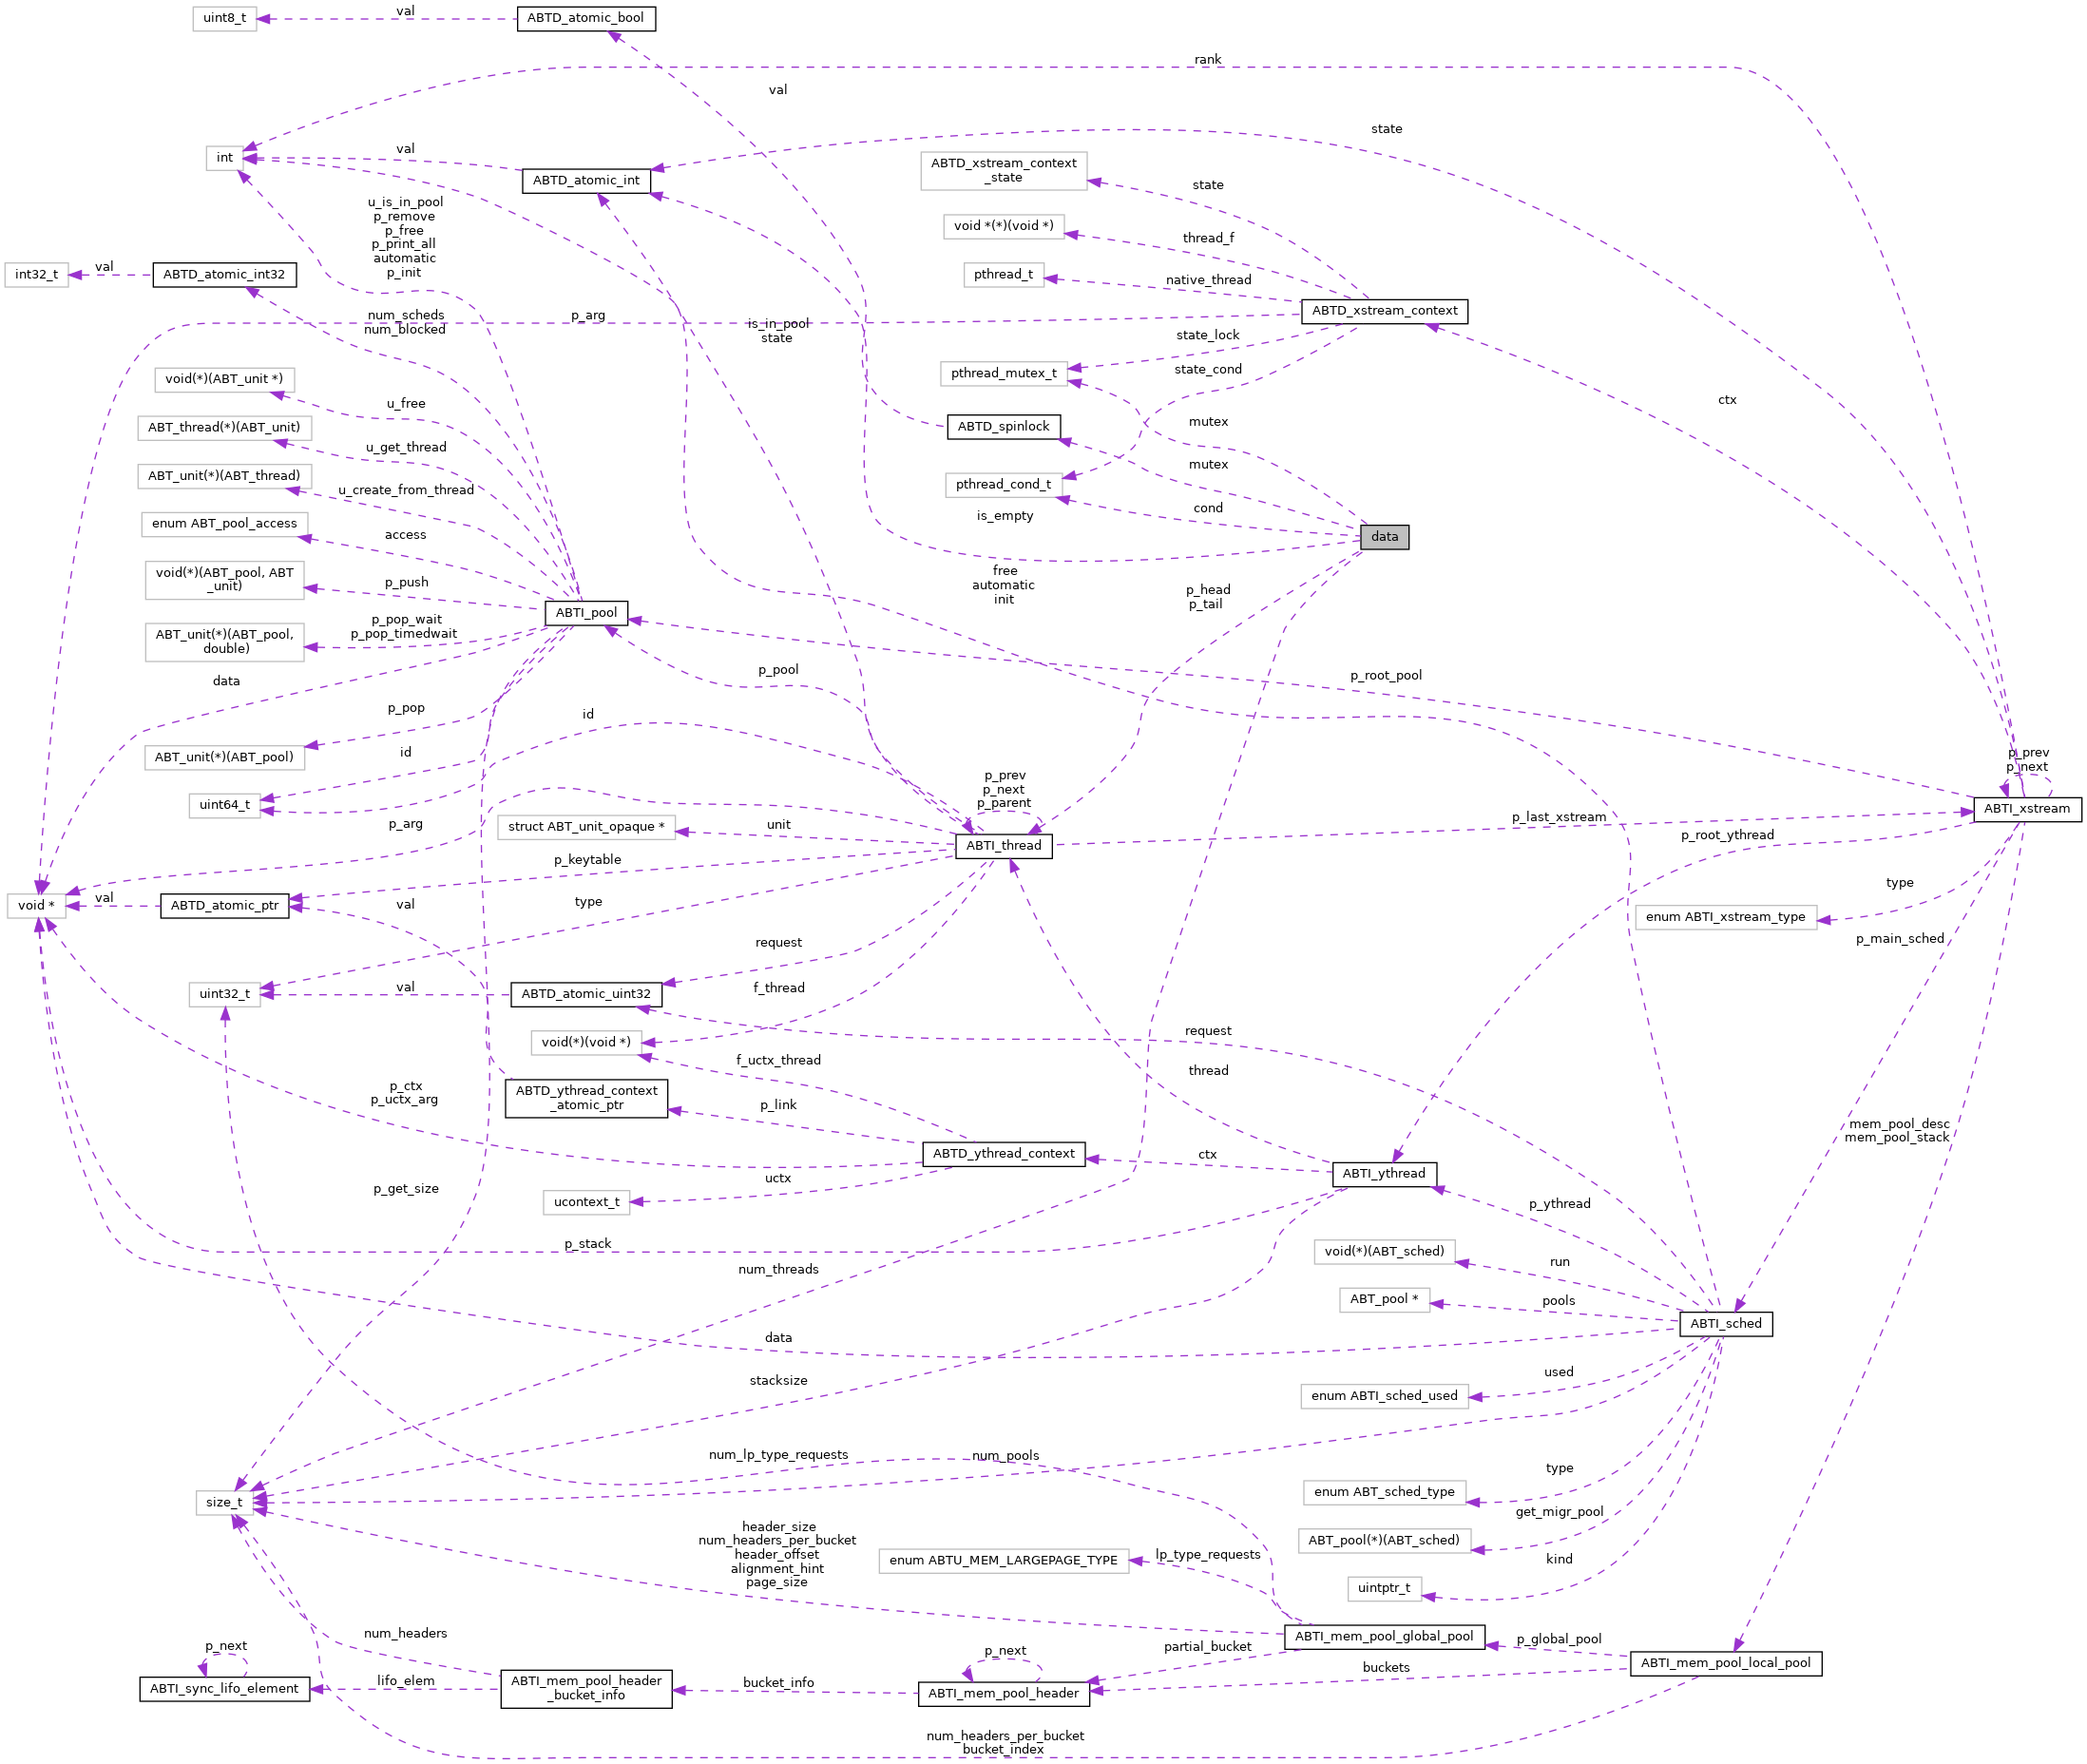 uint8_t
val
ABTD_atomic_bool
rank
val
state
int
val
ABTD_atomic_int
ABTD_xstream_context
_state
state
u_is_in_pool
p_remove
p_free
p_print_all
automatic
p_init
void *(*)(void *)
thread_f
int32_t
val
ABTD_atomic_int32
pthread_t
native_thread
ABTD_xstream_context
num_scheds
num_blocked
p_arg
is_in_pool
state
state_lock
void(*)(ABT_unit *)
pthread_mutex_t
state_cond
ctx
u_free
ABT_thread(*)(ABT_unit)
ABTD_spinlock
mutex
u_get_thread
mutex
ABT_unit(*)(ABT_thread)
u_create_from_thread
pthread_cond_t
cond
enum ABT_pool_access
access
is_empty
data
void(*)(ABT_pool, ABT
_unit)
p_push
free
automatic
init
p_head
p_tail
ABTI_pool
ABT_unit(*)(ABT_pool,
double)
p_pop_wait
p_pop_timedwait
data
p_pool
p_root_pool
p_pop
id
ABT_unit(*)(ABT_pool)
id
p_prev
p_next
uint64_t
p_prev
p_next
p_parent
ABTI_xstream
p_arg
struct ABT_unit_opaque *
unit
ABTI_thread
p_last_xstream
p_root_ythread
p_keytable
void *
val
ABTD_atomic_ptr
val
type
type
enum ABTI_xstream_type
request
p_main_sched
uint32_t
val
ABTD_atomic_uint32
f_thread
void(*)(void *)
request
f_uctx_thread
thread
p_ctx
p_uctx_arg
ABTD_ythread_context
_atomic_ptr
p_link
mem_pool_desc
mem_pool_stack
ABTD_ythread_context
ctx
ABTI_ythread
p_get_size
ucontext_t
uctx
p_ythread
p_stack
void(*)(ABT_sched)
run
num_threads
ABT_pool *
pools
ABTI_sched
data
stacksize
enum ABTI_sched_used
used
num_lp_type_requests
num_pools
size_t
enum ABT_sched_type
type
get_migr_pool
header_size
num_headers_per_bucket
header_offset
alignment_hint
page_size
enum ABTU_MEM_LARGEPAGE_TYPE
lp_type_requests
ABT_pool(*)(ABT_sched)
kind
uintptr_t
num_headers
ABTI_mem_pool_global_pool
p_global_pool
p_next
p_next
partial_bucket
ABTI_mem_pool_local_pool
buckets
ABTI_sync_lifo_element
lifo_elem
ABTI_mem_pool_header
_bucket_info
bucket_info
ABTI_mem_pool_header
num_headers_per_bucket
bucket_index